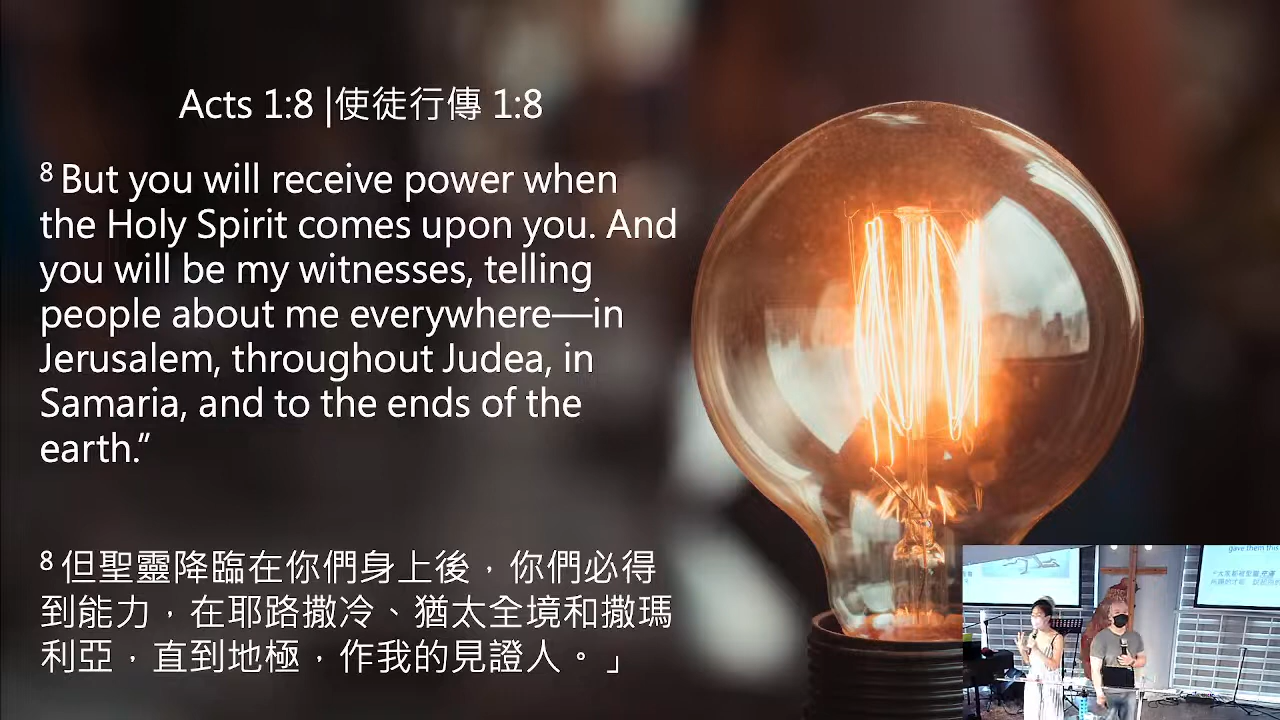 Acts 1:8 |使徒行傳 1:8
8 But you will receive power when
the Holy Spirit comes upon you. And
you will be my witnesses, telling
people about me everywhere—in
Jerusalem, throughout Judea, in
Samaria, and to the ends of the
earth.”
8 但聖靈降臨在你們身上後，你們必得
到能力，在耶路撒冷、猶太全境和撒瑪
利亞，直到地極，作我的見證人。」
gave them this